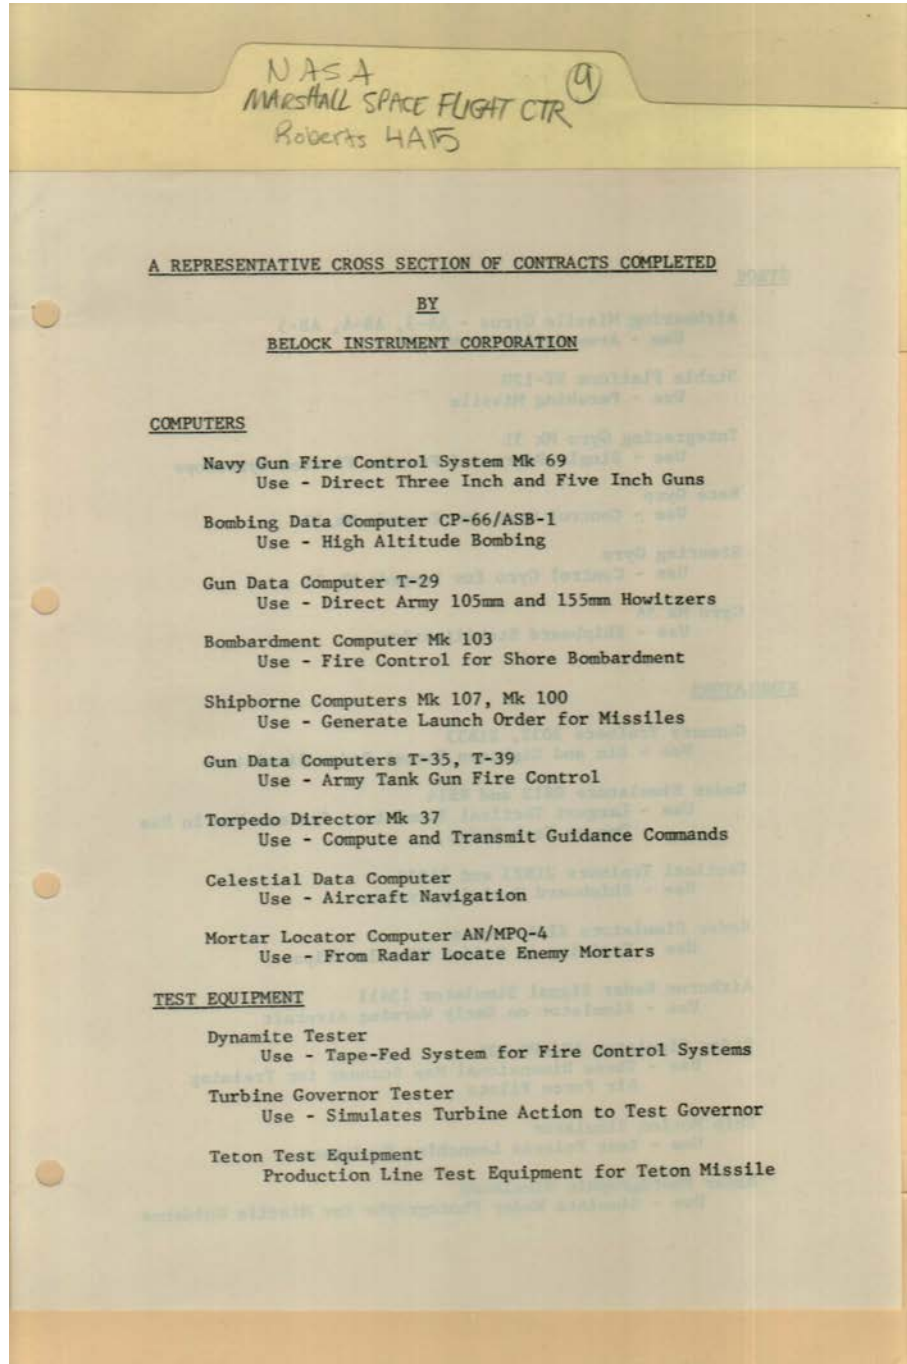 NASA
MARSHALL SPACE FLIGHT CTR 9
Roberts 4A15
A REPRESENTATIVE CROSS SECTION OF CONTRACTS COMPLETED
BY
BELOCK INSTRUMENT CORPORATION
COMPUTERS
Navy Gun Fire Control System Mk 69
Use - Direct Three Inch and Five Inch Guns
Bombing Data Computer CP-66/ASB-1
Use - High Altitude Bombing
Gun Data Computer T-29
Use - Direct Army 105mm and 155mm Howitzers
Bombardment Computer Mk 103
Use - Fire Control for Shore Bombardment
Shipborne Computers Mk 107, Mk 100
Use - Generate Launch Order for Missiles
Gun Data Computers T-35, T-39
Use - Army Tank Gun Fire Control
Torpedo Director Mk 37
Use - Compute and Transmit Guidance Commands
Celestial Data Computer
Use - Aircraft Navigation
Mortar Locator Computer AN/MPQ-4
Use - From Radar Locate Enemy Mortars
TEST EQUIPMENT
Dynamite Tester
Use - Tape-Fed System for Fire Control Systems
Turbine Governor Tester
Use - Simulates Turbine Action to Test Governor
Teton Test Equipment
Production Line Test Equipment for Teton Missile